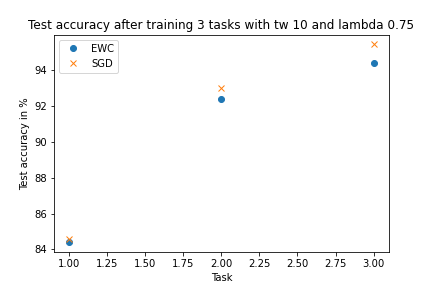 Test accuracy after training 3 tasks with tw 10 and lambda 0.75
EWC
SGD
Test accuracy in %
94
92
90
88
86
84
1.00 1.25 1.50 1.75 2.00 2.25 2.50 2.75 3.00
Task